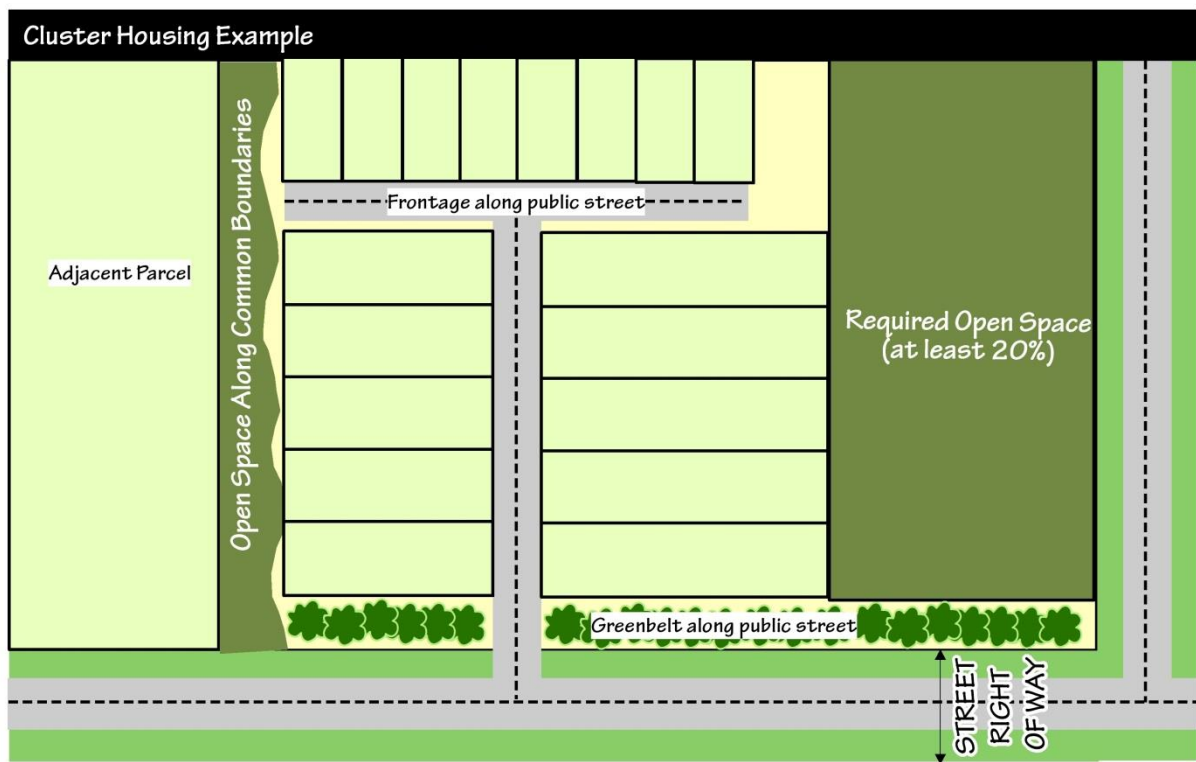 Cluster Housing Example
Open Space Along Common Boundaries
Frontage along public street
Adjacent Parcel
Required Open Space
(at least 20%)
Greenbelt along public street
STREET
RIGHT
OF WAY